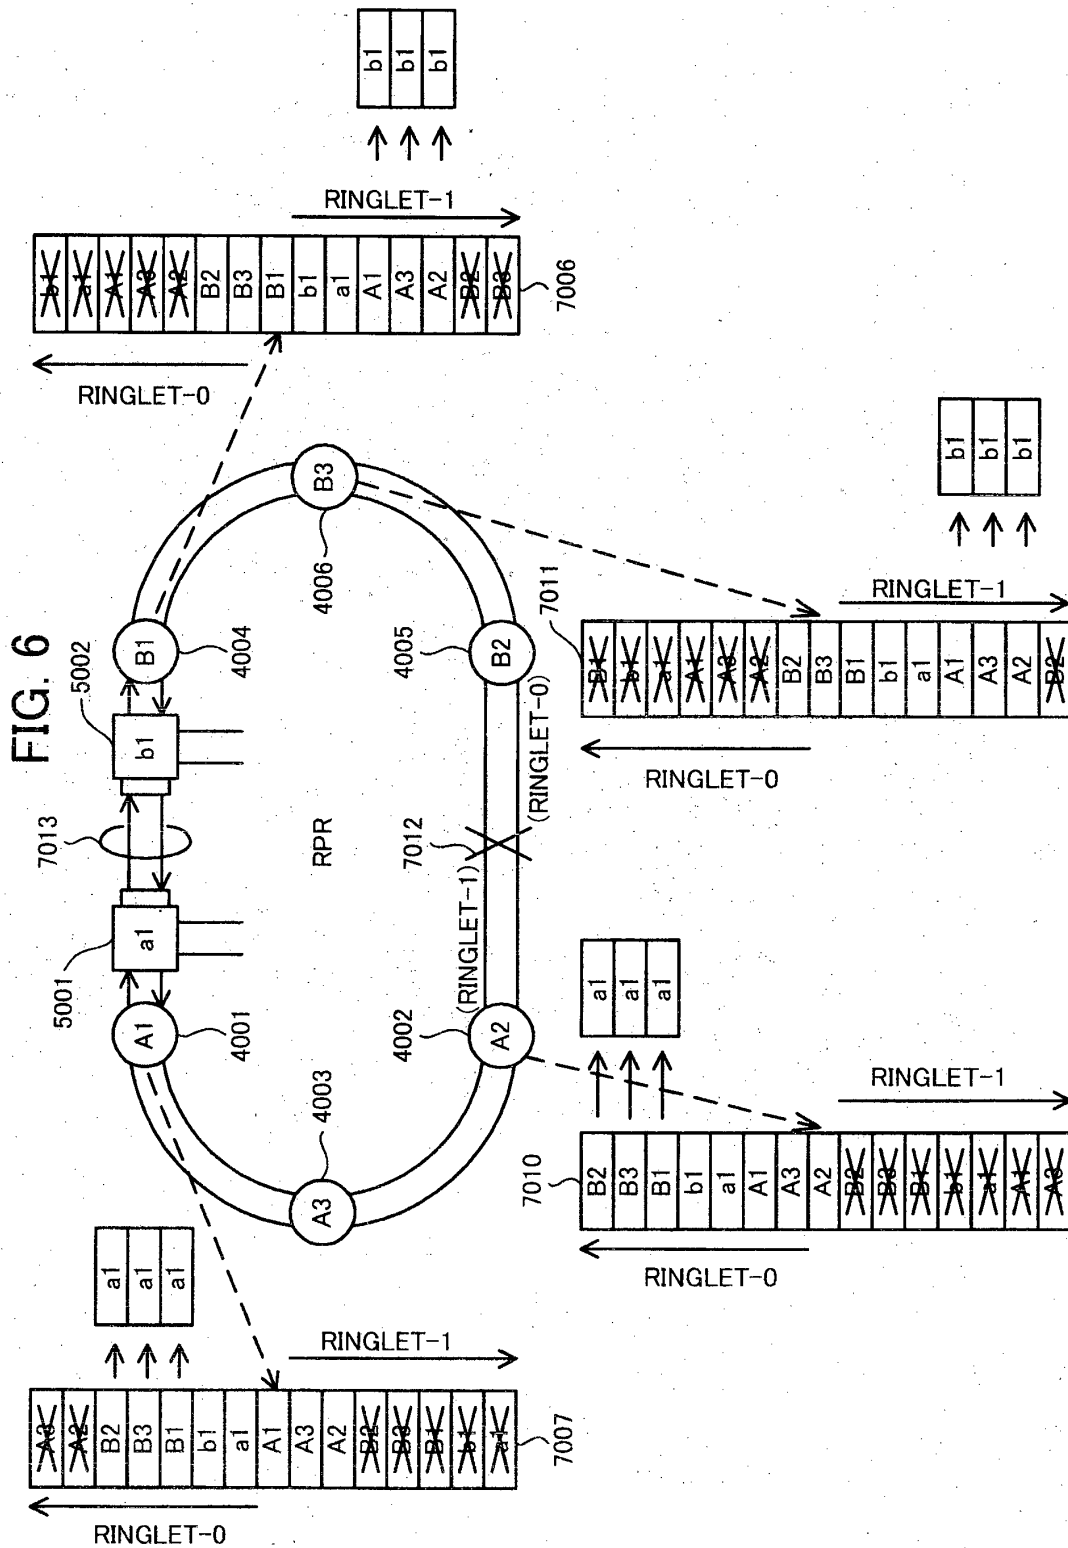 FIG. 6
RINGLET-0
A3
A2
B2
B3
B1
b1
a1
A1
A3
A2
B2
B3
B1
b1
a1
7007
RINGLET-1
a1
a1
a1
RINGLET-0
b1
a1
A1
A3
A2
B2
B3
B1
b1
a1
A1
A3
A2
B2
B3
7006
RINGLET-1
b1
b1
b1
A1
4001
a1
5001
7013
b1
5002
B1
4004
A3
4003
RPR
B3
4006
A2
4002
(RINGLET-1)
7012
(RINGLET-0)
B2
4005
RINGLET-0
7010
B2
B3
B1
b1
a1
A1
A3
A2
B2
B3
B1
b1
a1
A1
A3
RINGLET-1
a1
a1
a1
RINGLET-0
7011
B1
b1
a1
A1
A3
A2
B2
B3
B1
b1
a1
A1
A3
A2
B2
RINGLET-1
b1
b1
b1